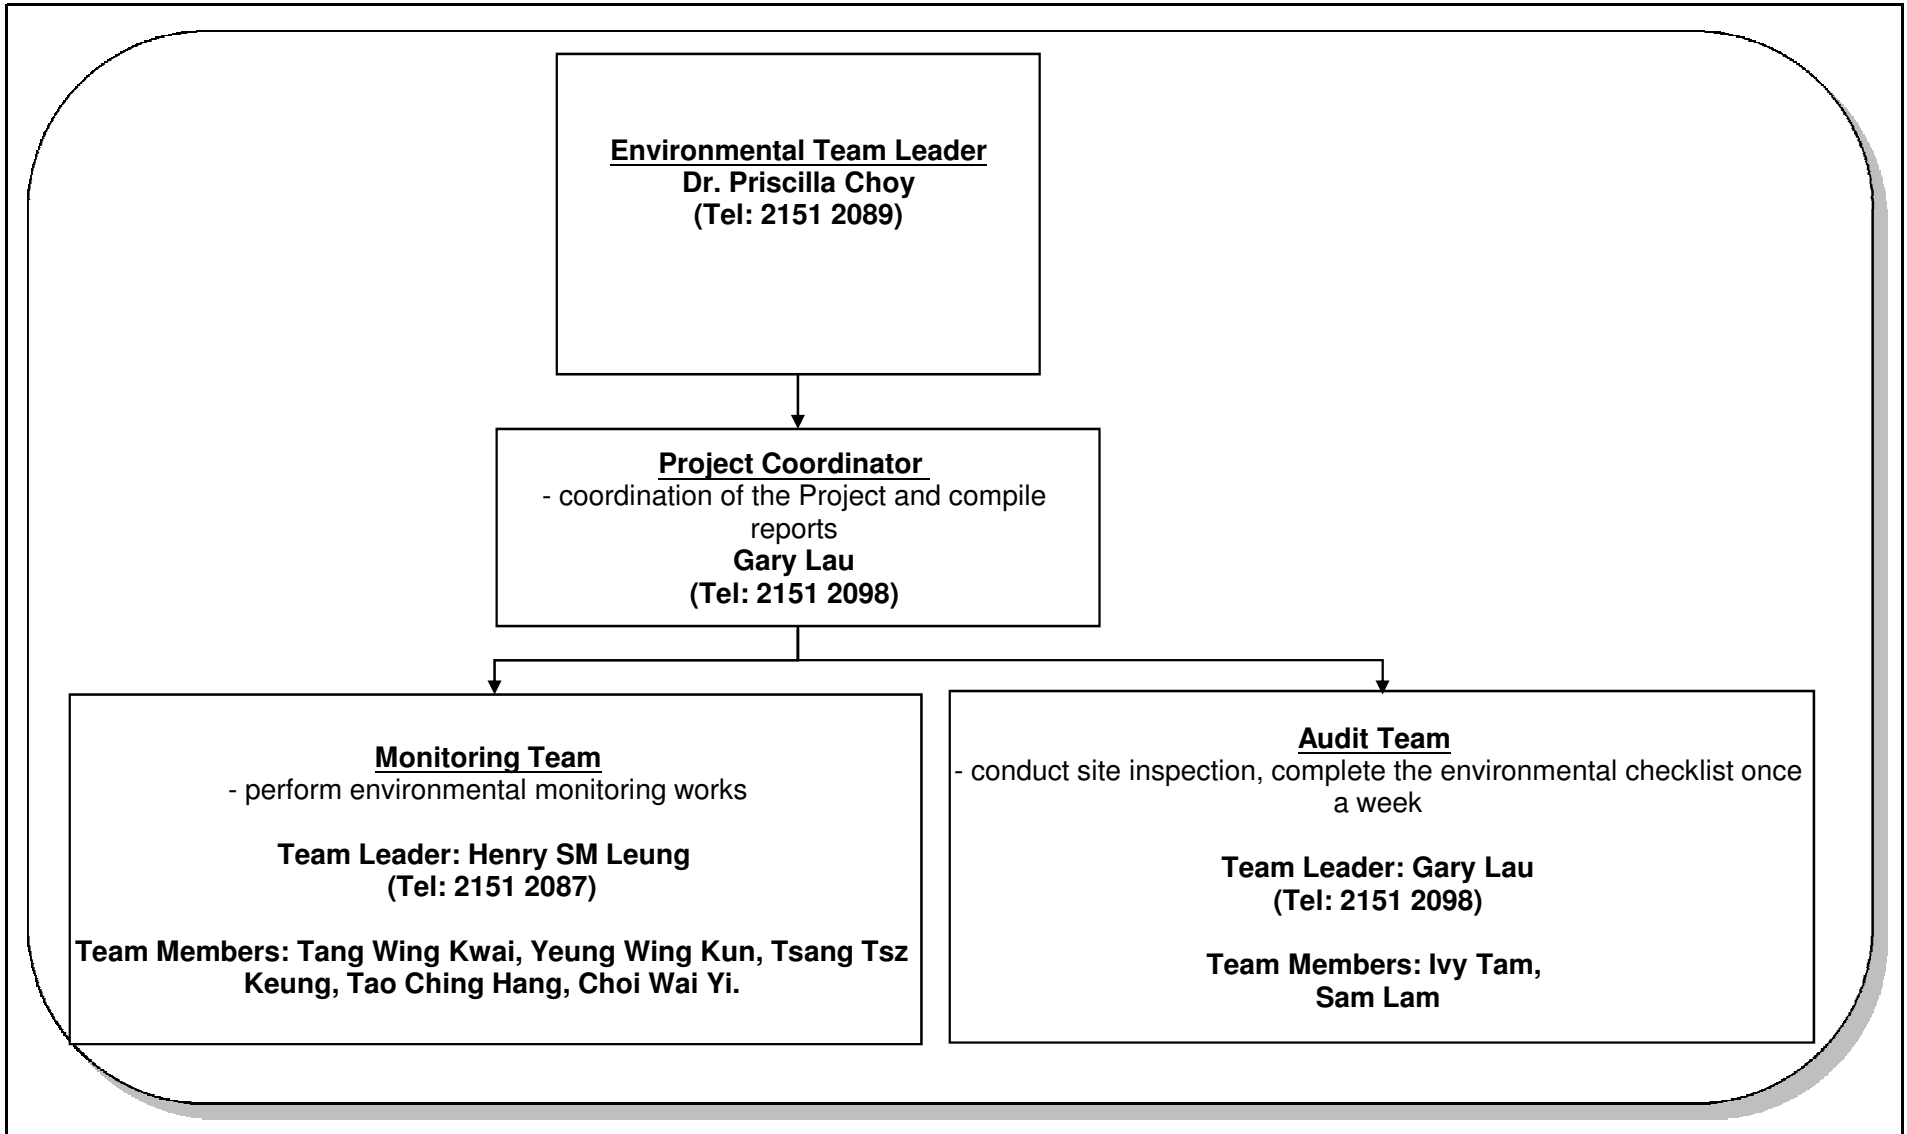 Environmental Team Leader
Dr. Priscilla Choy
(Tel: 2151 2089)
Project Coordinator
- coordination of the Project and compile
reports
Gary Lau
(Tel: 2151 2098)
Monitoring Team
- perform environmental monitoring works
Team Leader: Henry SM Leung
(Tel: 2151 2087)
Team Members: Tang Wing Kwai, Yeung Wing Kun, Tsang Tsz
Keung, Tao Ching Hang, Choi Wai Yi.
Audit Team
- conduct site inspection, complete the environmental checklist once
a week
Team Leader: Gary Lau
(Tel: 2151 2098)
Team Members: Ivy Tam,
Sam Lam